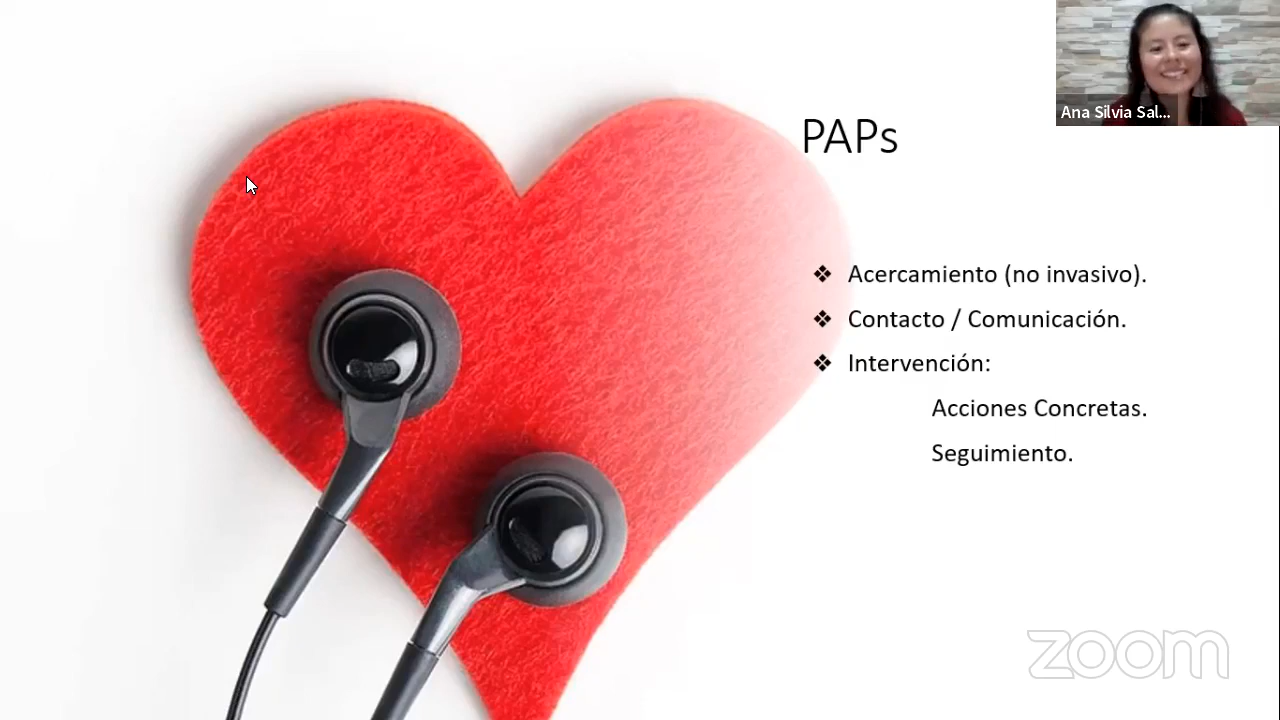 PAPs
Ana Silvia Sal...
❖ Acercamiento (no invasivo).
❖ Contacto / Comunicación.
❖ Intervención:
Acciones Concretas.
Seguimiento.
zoom